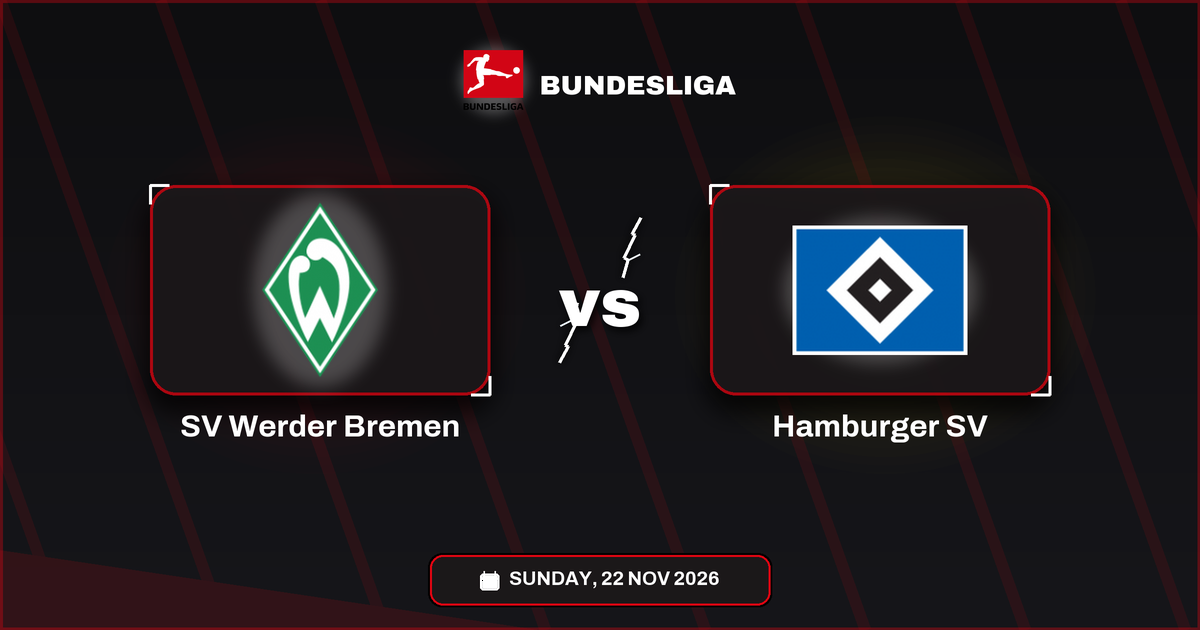 BUNDESLIGA
BUNDESLIGA
VS
SV Werder Bremen
Hamburger SV
SUNDAY, 22 NOV 2026